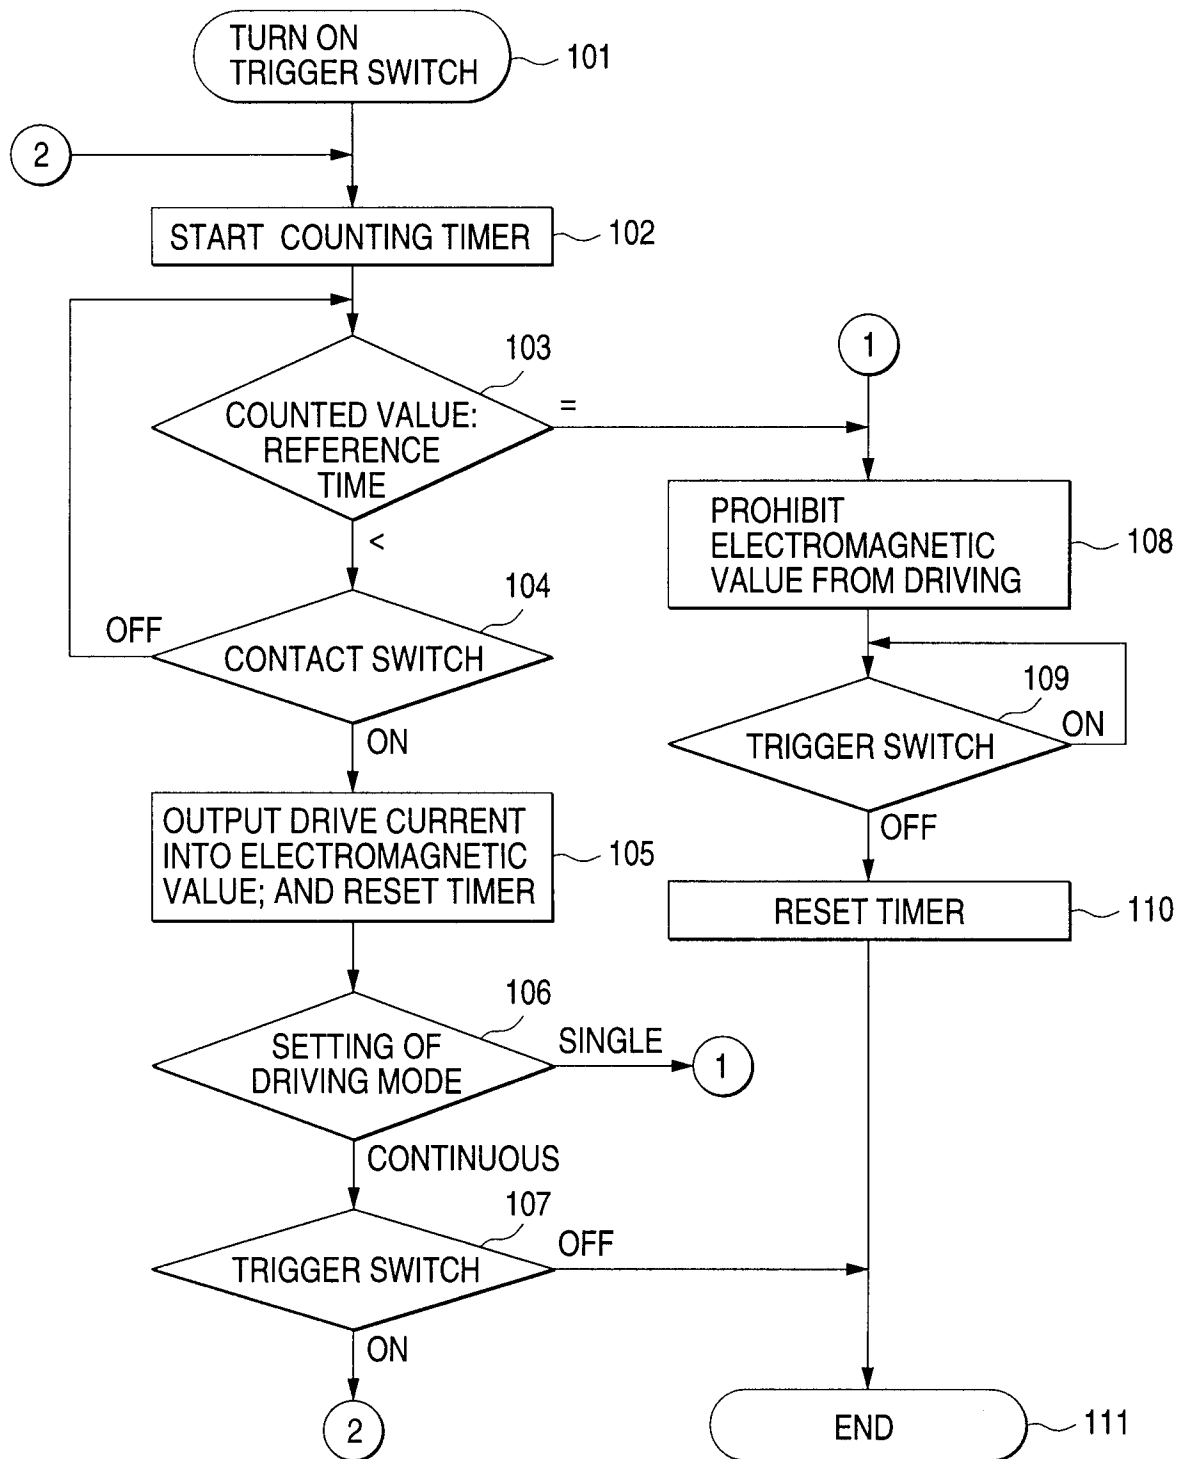 TURN ON
TRIGGER SWITCH
101
2
START COUNTING TIMER
102
103
COUNTED VALUE:
REFERENCE
TIME
=
<
1
PROHIBIT
ELECTROMAGNETIC
VALUE FROM DRIVING
108
104
OFF
CONTACT SWITCH
ON
109
TRIGGER SWITCH
ON
OFF
OUTPUT DRIVE CURRENT
INTO ELECTROMAGNETIC
VALUE; AND RESET TIMER
105
RESET TIMER
110
106
SETTING OF
DRIVING MODE
SINGLE
1
CONTINUOUS
107
TRIGGER SWITCH
OFF
ON
2
END
111